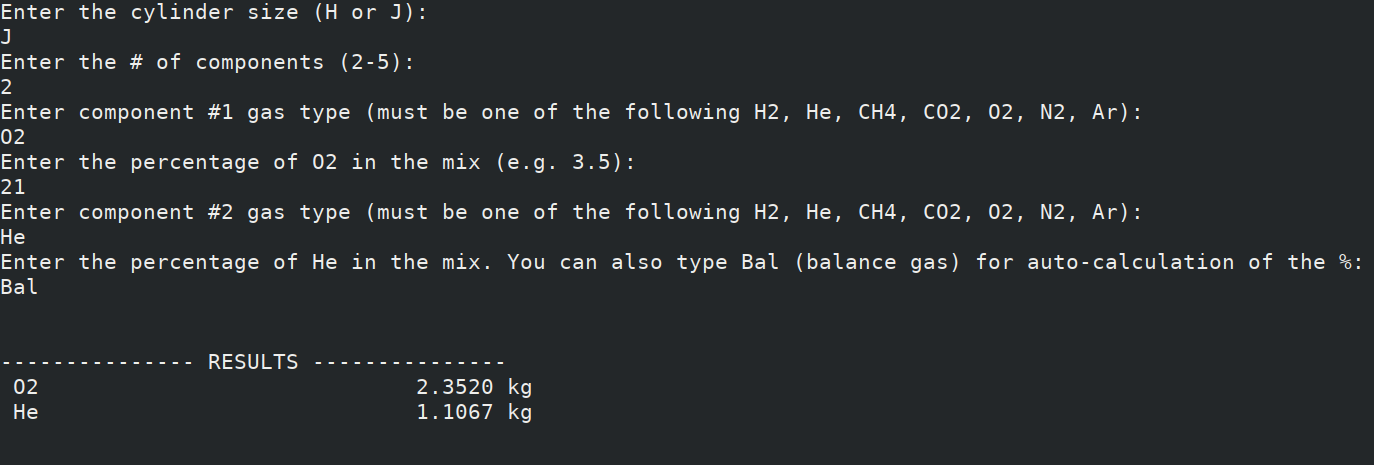 Enter the cylinder size (H or J):
J
Enter the # of components (2-5):
2
Enter component #1 gas type (must be one of the following H2, He, CH4, CO2, O2, N2, Ar):
O2
Enter the percentage of O2 in the mix (e.g. 3.5):
21
Enter component #2 gas type (must be one of the following H2, He, CH4, CO2, O2, N2, Ar):
He
Enter the percentage of He in the mix. You can also type Bal (balance gas) for auto-calculation of the %:
Bal
--------------- RESULTS ---------------
O2                             2.3520 kg
He                             1.1067 kg